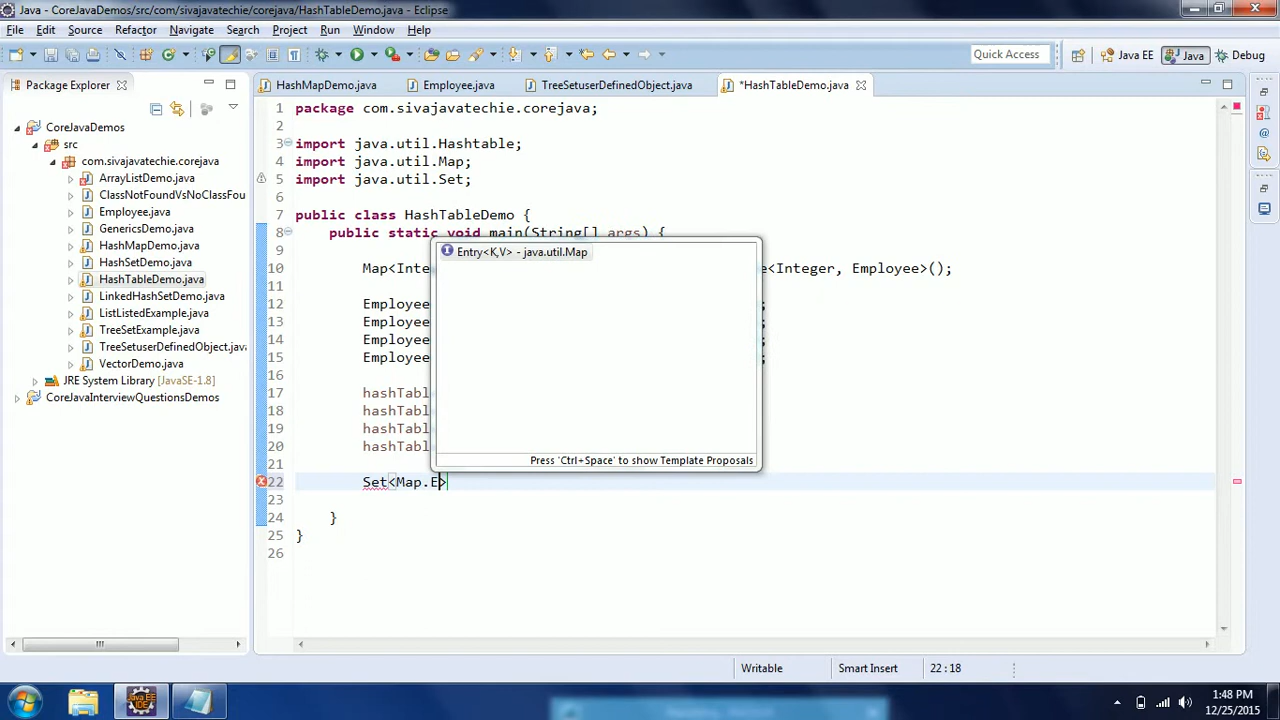 Java - CoreJavaDemos/src/com/sivajavatechie/corejava/HashTableDemo.java - Eclipse
File Edit Source Refactor Navigate Search Project Run Window Help
Quick Access Java EE Java Debug
Package Explorer
HashMapDemo.java Employee.java TreeSetuserDefinedObject.java *HashTableDemo.java
CoreJavaDemos
src
com.sivajavatechie.corejava
ArrayListDemo.java
ClassNotFoundVsNoClassFou
Employee.java
GenericsDemo.java
HashMapDemo.java
HashSetDemo.java
HashTableDemo.java
LinkedHashSetDemo.java
ListListedExample.java
TreeSetExample.java
TreeSetuserDefinedObject.java
VectorDemo.java
JRE System Library [JavaSE-1.8]
CoreJavaInterviewQuestionsDemos
1 package com.sivajavatechie.corejava;
2
3 import java.util.Hashtable;
4 import java.util.Map;
5 import java.util.Set;
6
7 public class HashTableDemo {
8 public static void main(String[] args) {
9
10 Map<Inte e<Integer, Employee>();
12 Employee ;
13 Employee ;
14 Employee ;
15 Employee ;
16
17 hashTabl
18 hashTabl
19 hashTabl
20 hashTabl
21
22 Set<Map.E>
23
24 }
25 }
26
Entry<K,V> - java.util.Map
Press 'Ctrl+Space' to show Template Proposals
Writable Smart Insert 22 : 18
Java EE IDE
1:48 PM
12/25/2015